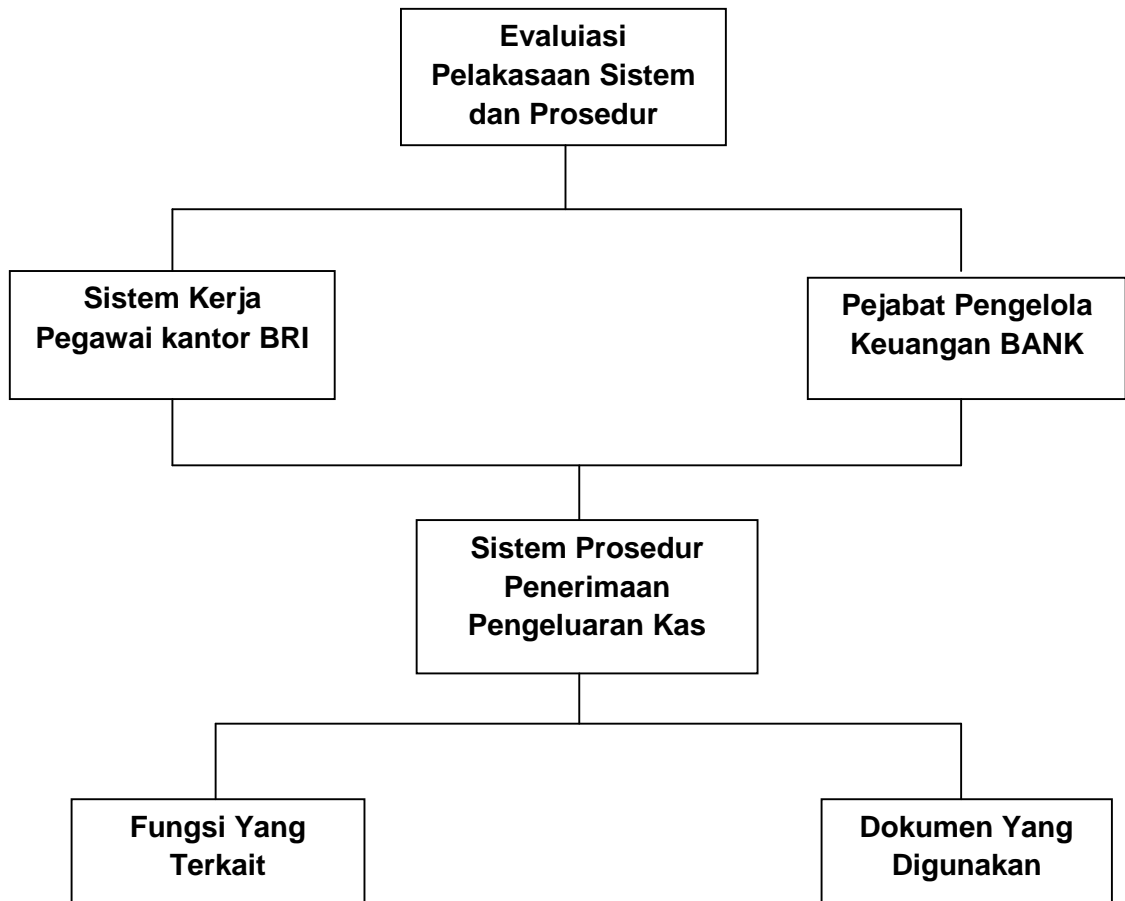 Evaluiasi
Pelakasaan Sistem
dan Prosedur
Sistem Kerja
Pegawai kantor BRI
Pejabat Pengelola
Keuangan BANK
Sistem Prosedur
Penerimaan
Pengeluaran Kas
Fungsi Yang
Terkait
Dokumen Yang
Digunakan